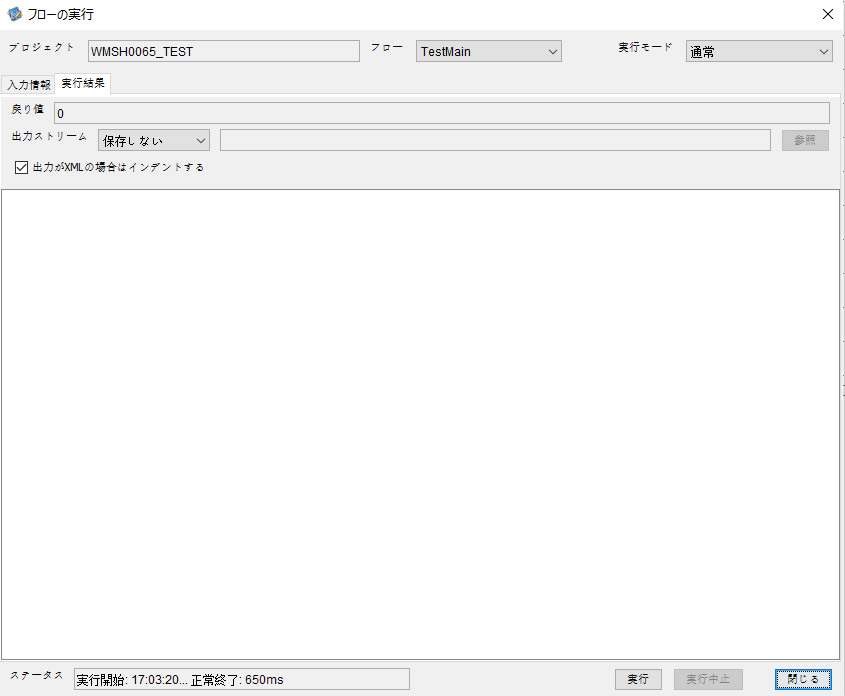 フローの実行
プロジェクト WMSH0065_TEST フロー TestMain 実行モード 通常
入力情報 実行結果
戻り値 0
出力ストリーム 保存しない 参照
出力がXMLの場合はインデントする
ステータス 実行開始: 17:03:20... 正常終了: 650ms 実行 実行中止 閉じる